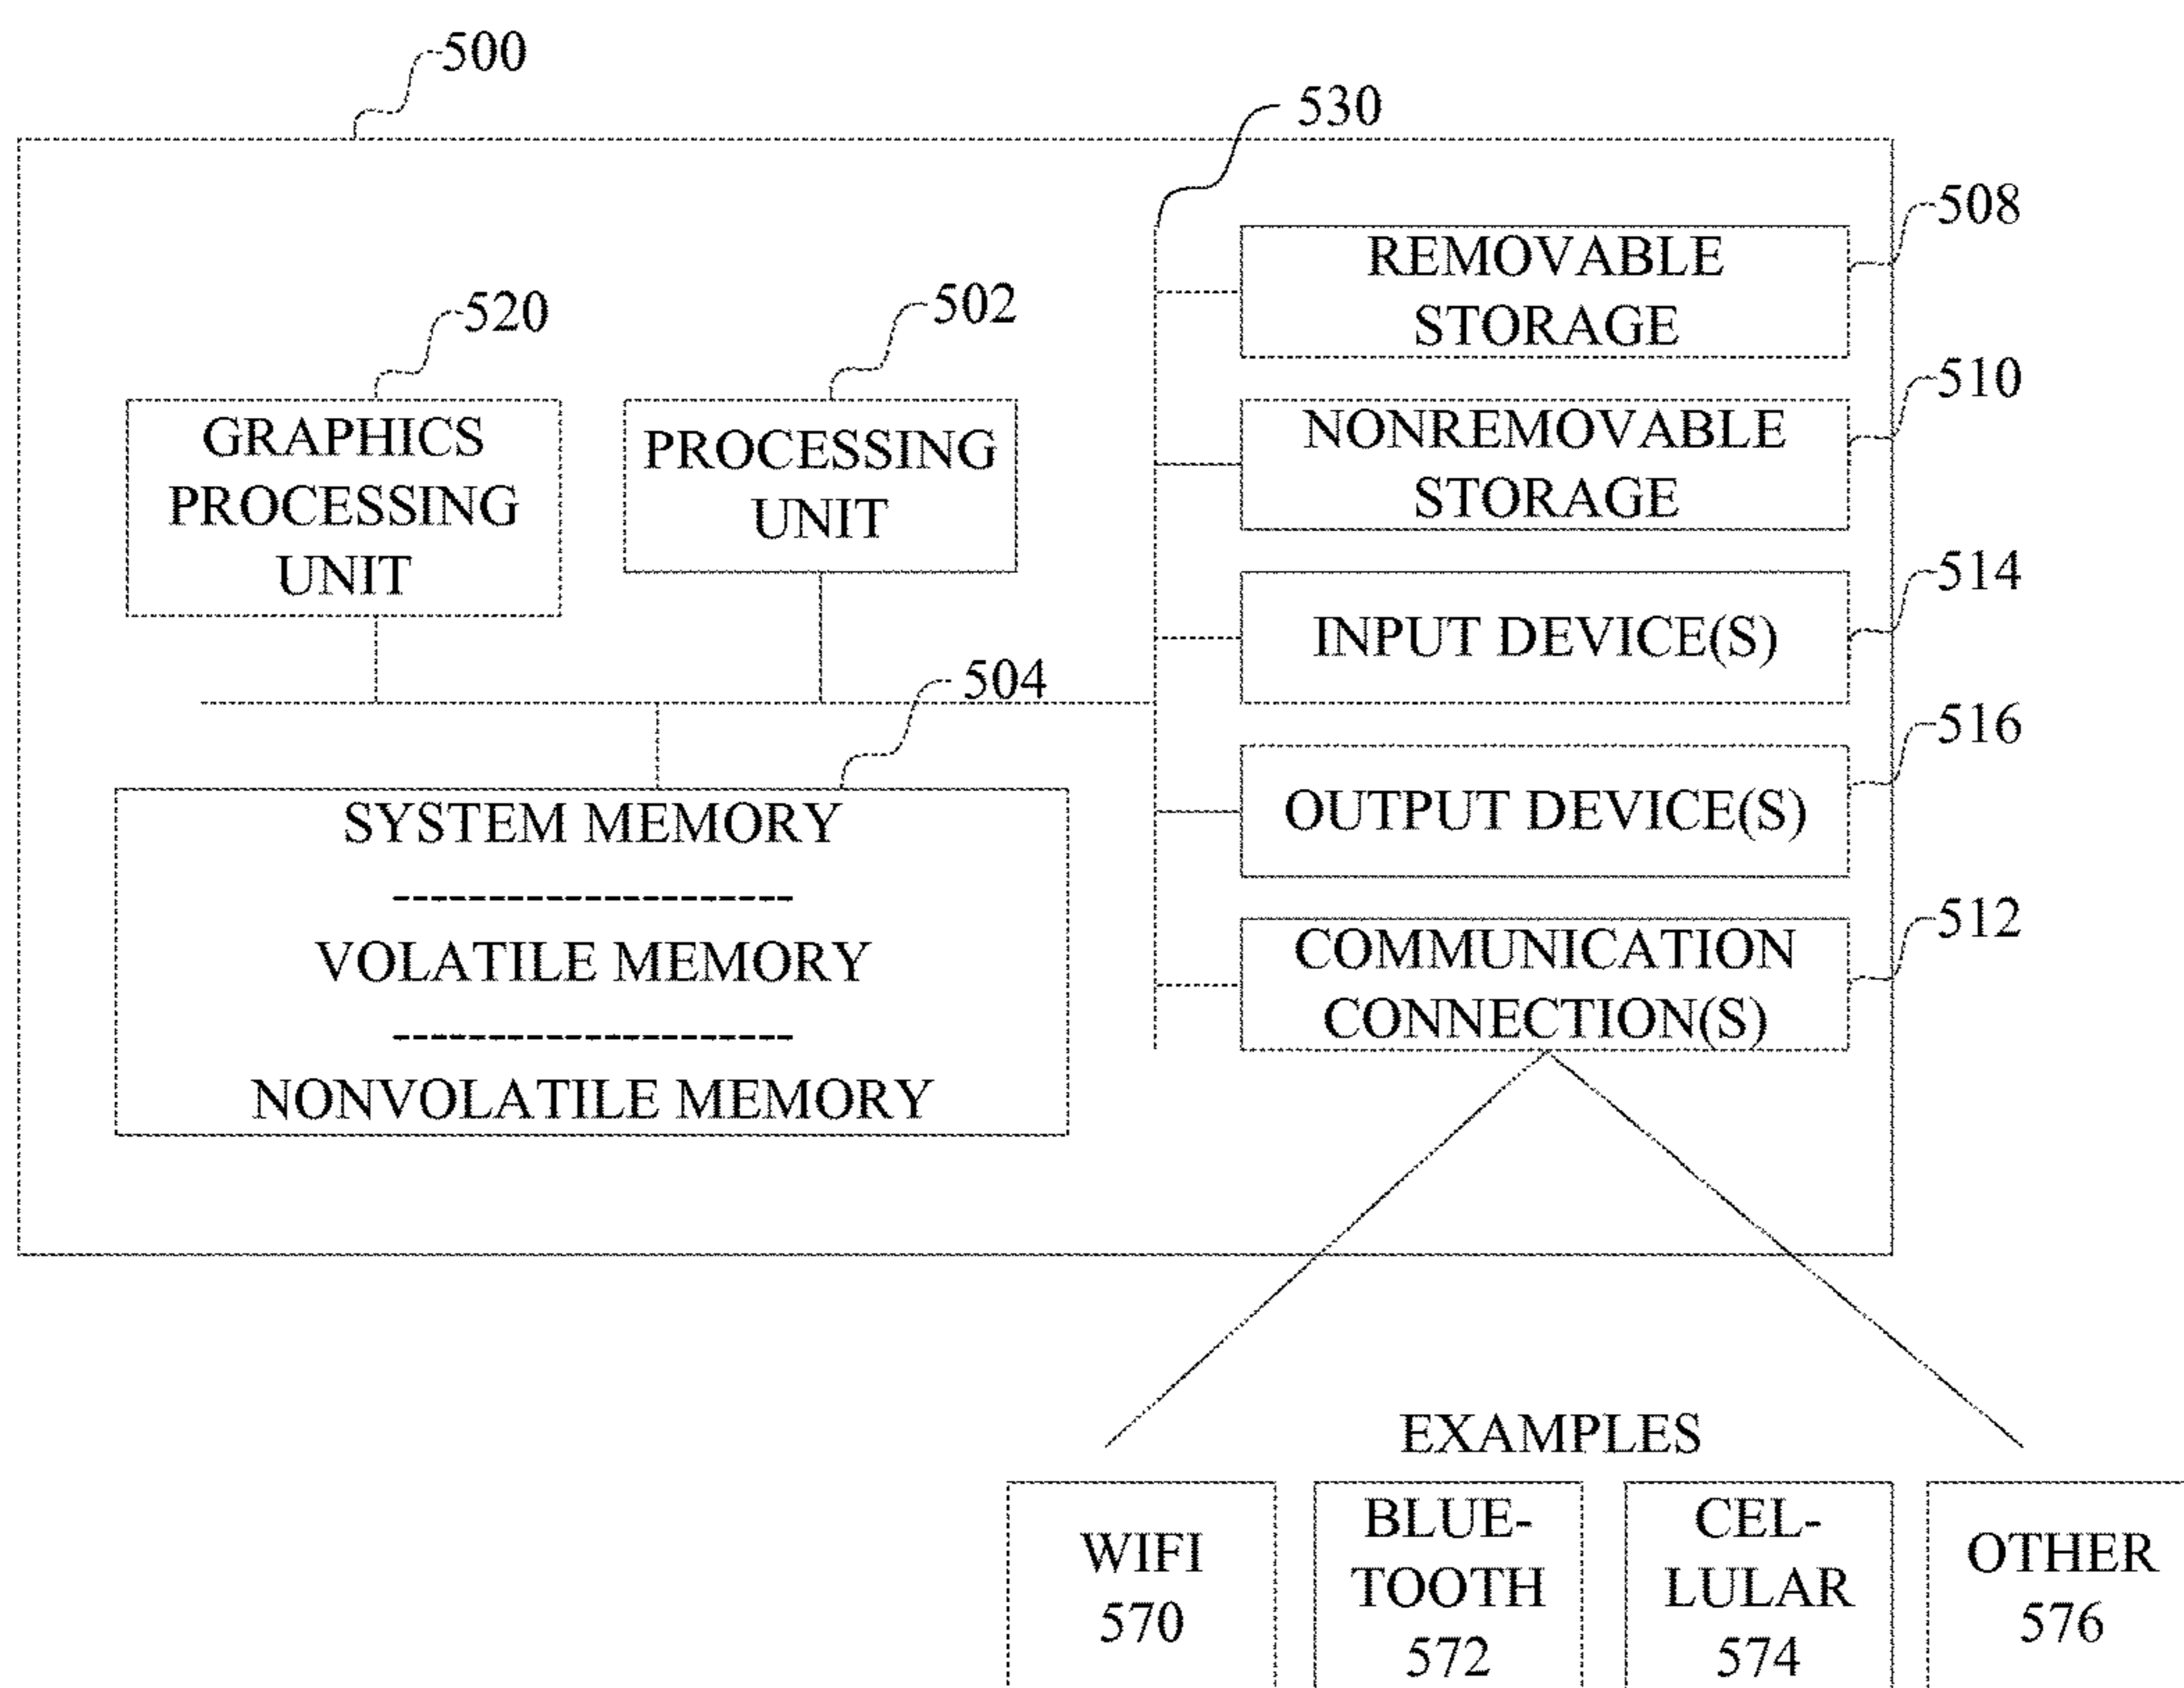 500
530
508
REMOVABLE
STORAGE
520
502
510
GRAPHICS
PROCESSING
UNIT
PROCESSING
UNIT
NONREMOVABLE
STORAGE
514
INPUT DEVICE(S)
504
516
SYSTEM MEMORY
--------------------
VOLATILE MEMORY
--------------------
NONVOLATILE MEMORY
OUTPUT DEVICE(S)
512
COMMUNICATION
CONNECTION(S)
EXAMPLES
WIFI
570
BLUE-
TOOTH
572
CEL-
LULAR
574
OTHER
576